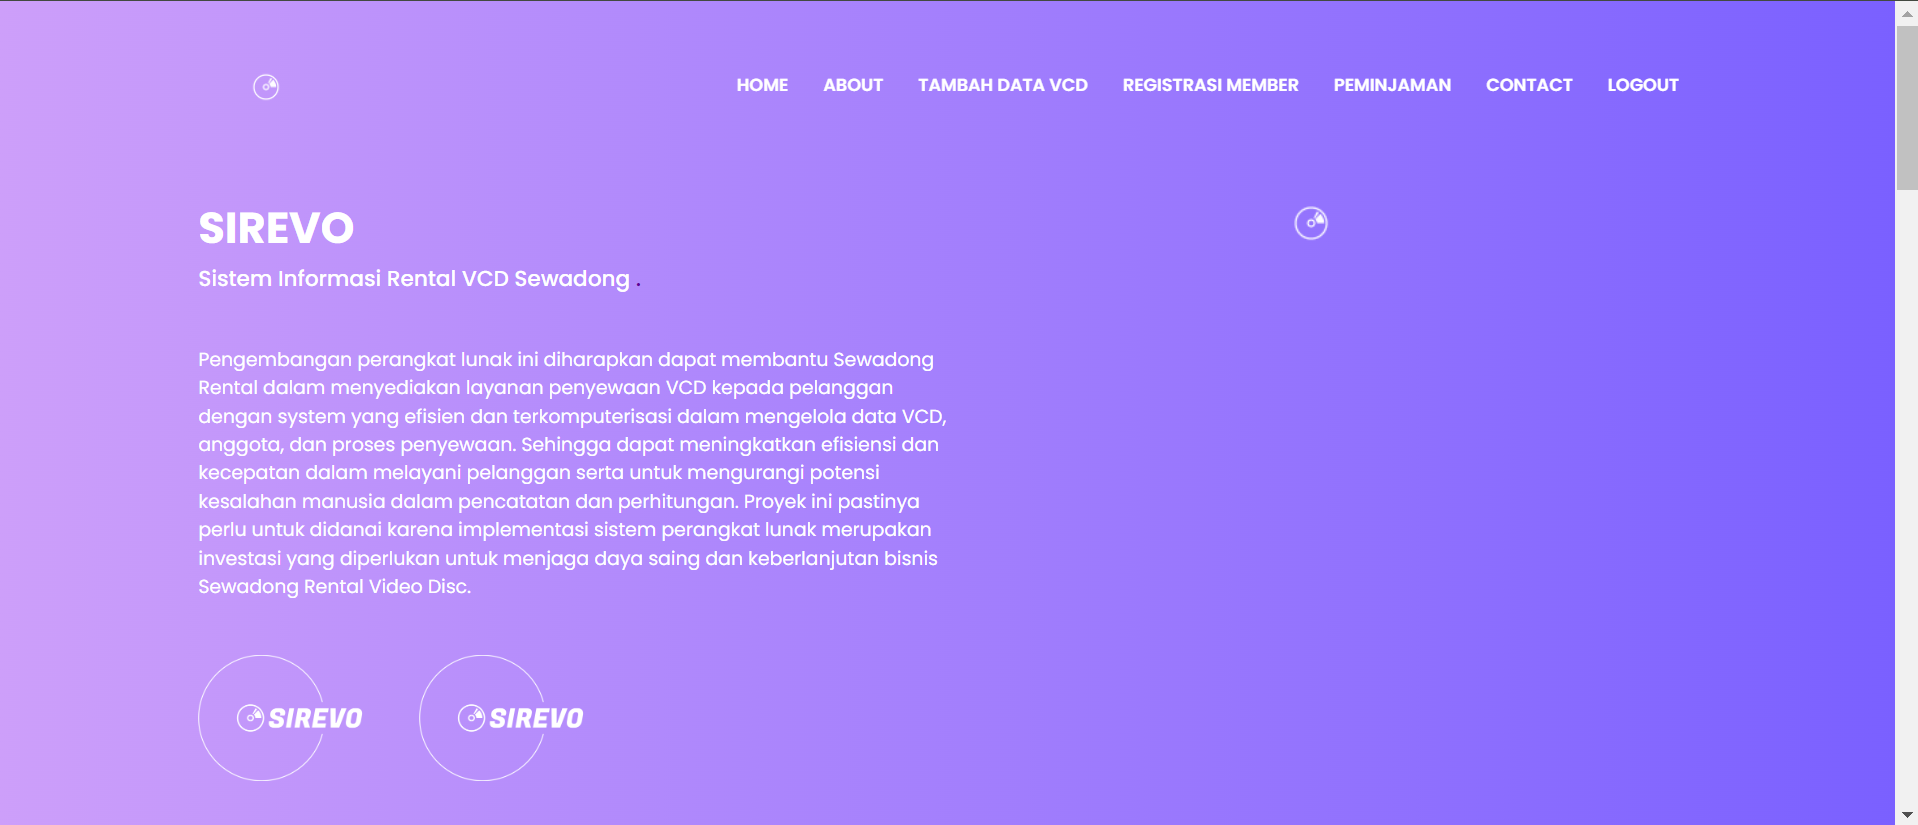 HOME ABOUT TAMBAH DATA VCD REGISTRASI MEMBER PEMINJAMAN CONTACT LOGOUT
SIREVO
Sistem Informasi Rental VCD Sewadong .
Pengembangan perangkat lunak ini diharapkan dapat membantu Sewadong
Rental dalam menyediakan layanan penyewaan VCD kepada pelanggan
dengan system yang efisien dan terkomputerisasi dalam mengelola data VCD,
anggota, dan proses penyewaan. Sehingga dapat meningkatkan efisiensi dan
kecepatan dalam melayani pelanggan serta untuk mengurangi potensi
kesalahan manusia dalam pencatatan dan perhitungan. Proyek ini pastinya
perlu untuk didanai karena implementasi sistem perangkat lunak merupakan
investasi yang diperlukan untuk menjaga daya saing dan keberlanjutan bisnis
Sewadong Rental Video Disc.
SIREVO SIREVO